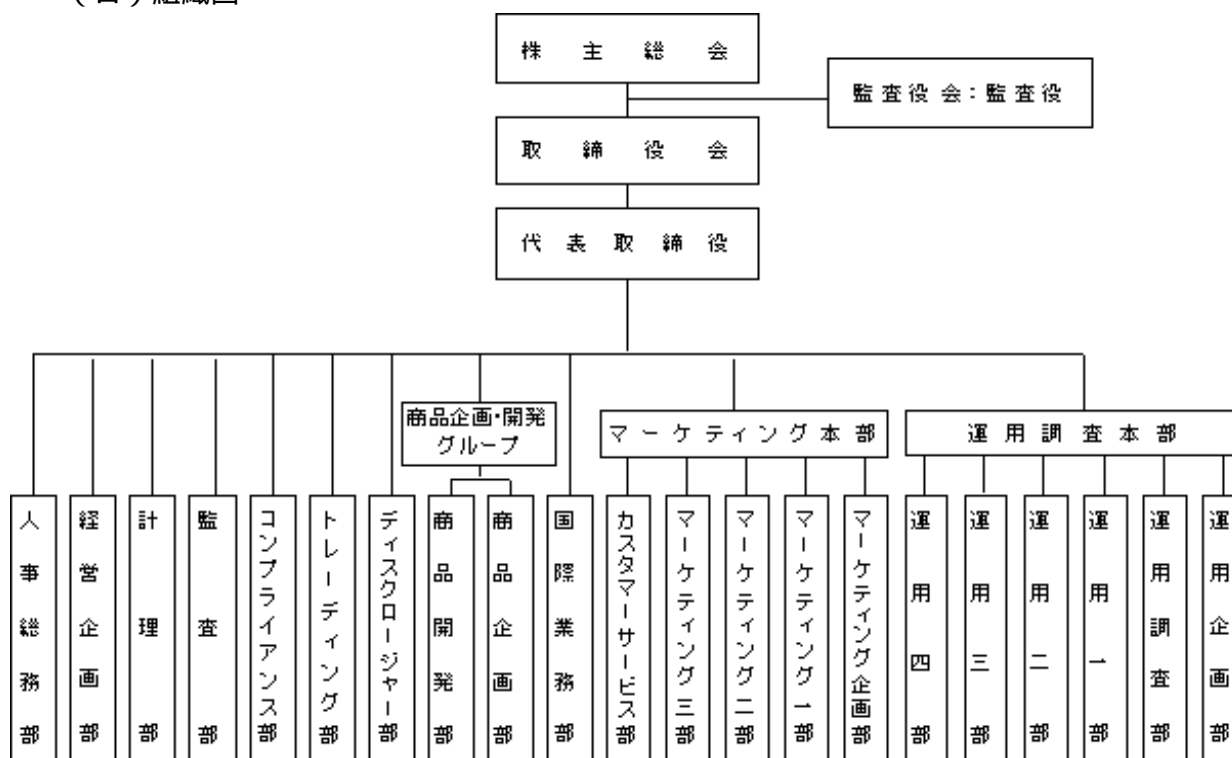 株主総会
監査役会:監査役
取締役会
代表取締役
商品企画・開発
グループ
マーケティング本部
運用調査本部
人事総務部
経営企画部
計理部
監査部
コンプライアンス部
トレーディング部
ディスクロージャー部
商品開発部
商品企画部
国際業務部
カスタマーサービス部
マーケティング三部
マーケティング二部
マーケティング一部
マーケティング企画部
運用四部
運用三部
運用二部
運用一部
運用調査部
運用企画部